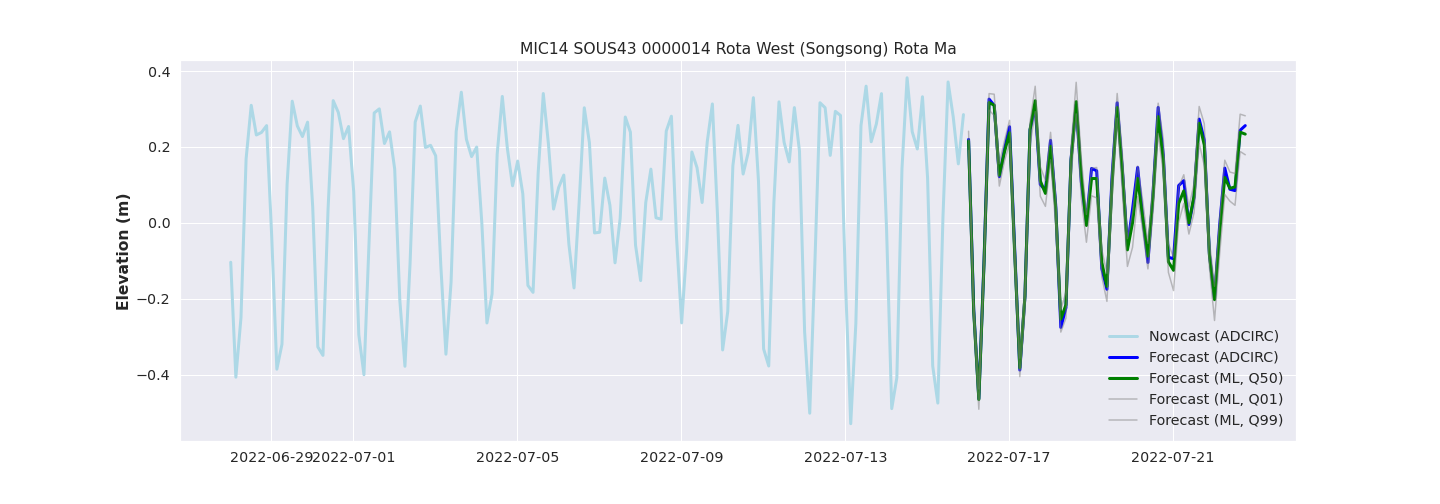 MIC14 SOUS43 0000014 Rota West (Songsong) Rota Ma
Elevation (m)
0.4
0.2
0.0
−0.2
−0.4
Nowcast (ADCIRC)
Forecast (ADCIRC)
Forecast (ML, Q50)
Forecast (ML, Q01)
Forecast (ML, Q99)
2022-06-29 2022-07-01 2022-07-05 2022-07-09 2022-07-13 2022-07-17 2022-07-21